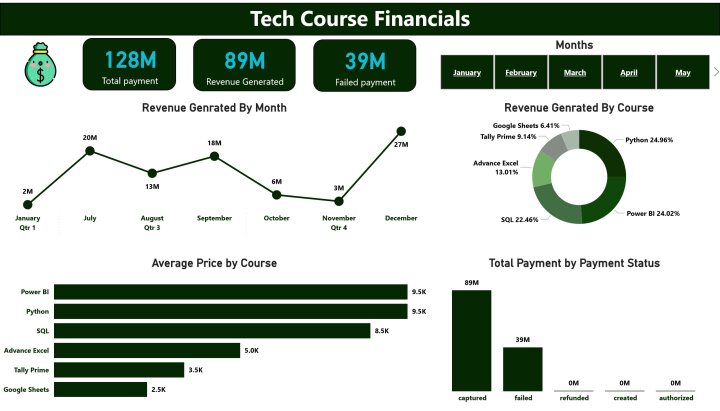 Tech Course Financials
$
128M
Total payment
89M
Revenue Generated
39M
Failed payment
Months
January
February
March
April
May
Revenue Genrated By Month
2M
20M
13M
18M
6M
3M
27M
January
July
August
September
October
November
December
Qtr 1
Qtr 3
Qtr 4
Revenue Genrated By Course
Google Sheets 6.41%
Tally Prime 9.14%
Advance Excel
13.01%
SQL 22.46%
Python 24.96%
Power BI 24.02%
Average Price by Course
Power BI 9.5K
Python 9.5K
SQL 8.5K
Advance Excel 5.0K
Tally Prime 3.5K
Google Sheets 2.5K
Total Payment by Payment Status
89M
39M
0M
0M
0M
captured
failed
refunded
created
authorized